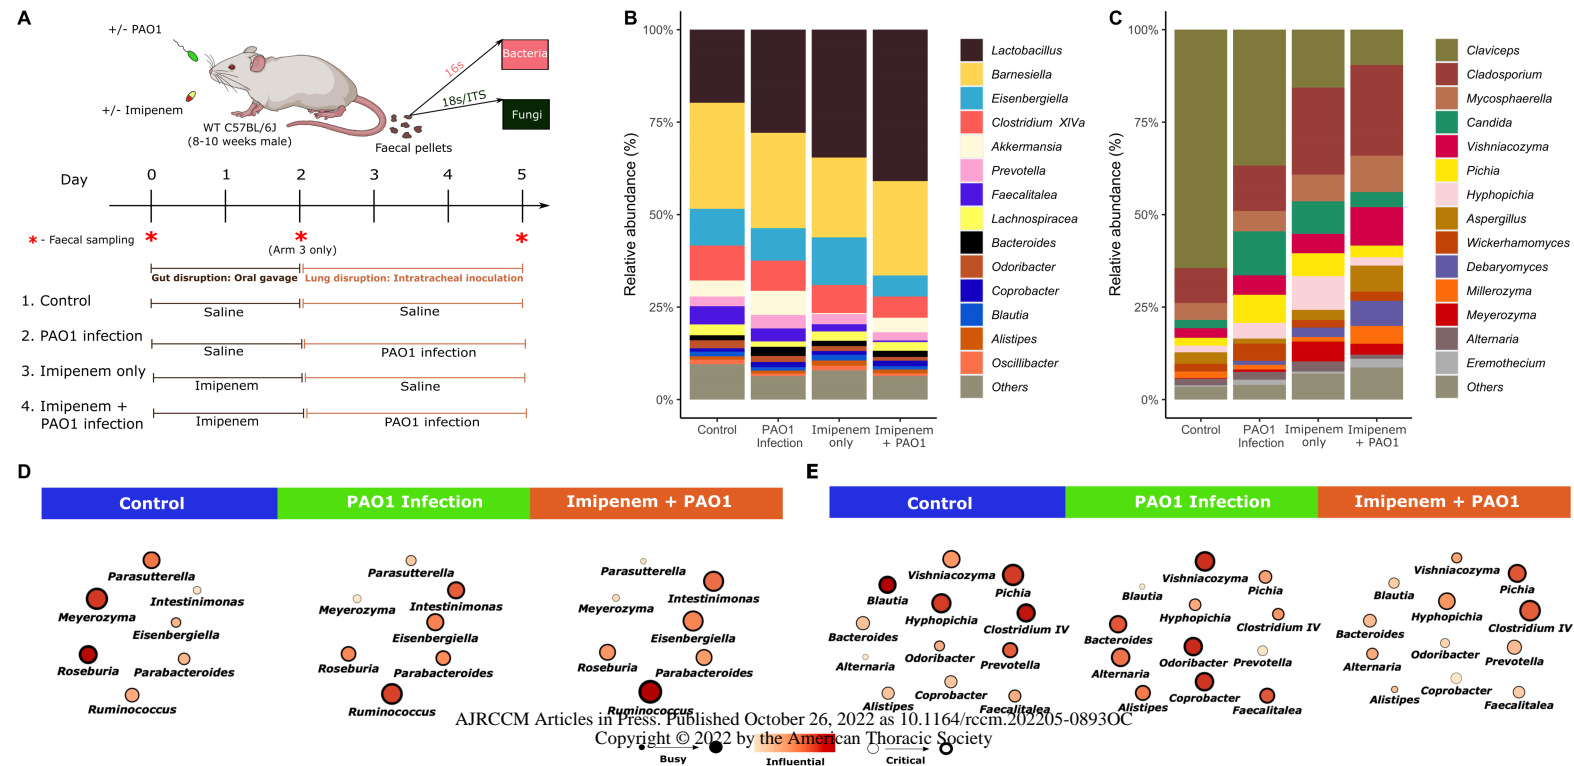 A
+/- PAO1
+/- Imipenem
WT C57BL/6J
(8-10 weeks male)
16s
18s/ITS
Bacteria
Fungi
Faecal pellets
Day
0
1
2
3
4
5
* - Faecal sampling
*
*
*
(Arm 3 only)
Gut disruption: Oral gavage
Lung disruption: Intratracheal inoculation
1. Control
Saline
Saline
2. PAO1 infection
Saline
PAO1 infection
3. Imipenem only
Imipenem
Saline
4. Imipenem +
PAO1 infection
Imipenem
PAO1 infection
B
Relative abundance (%)
100%
75%
50%
25%
0%
Control
PAO1
Infection
Imipenem
only
Imipenem
+ PAO1
Lactobacillus
Barnesiella
Eisenbergiella
Clostridium XIVa
Akkermansia
Prevotella
Faecalitalea
Lachnospiracea
Bacteroides
Odoribacter
Coprobacter
Blautia
Alistipes
Oscillibacter
Others
C
Relative abundance (%)
100%
75%
50%
25%
0%
Control
PAO1
Infection
Imipenem
only
Imipenem
+ PAO1
Claviceps
Cladosporium
Mycosphaerella
Candida
Vishniacozyma
Pichia
Hyphopichia
Aspergillus
Wickerhamomyces
Debaryomyces
Millerozyma
Meyerozyma
Alternaria
Eremothecium
Others
D
Control
PAO1 Infection
Imipenem + PAO1
Parasutterella
Intestinimonas
Meyerozyma
Eisenbergiella
Roseburia
Parabacteroides
Ruminococcus
Parasutterella
Meyerozyma
Intestinimonas
Eisenbergiella
Roseburia
Parabacteroides
Ruminococcus
Parasutterella
Intestinimonas
Meyerozyma
Eisenbergiella
Roseburia
Parabacteroides
Ruminococcus
E
Control
PAO1 Infection
Imipenem + PAO1
Vishniacozyma
Blautia
Pichia
Hyphopichia
Bacteroides
Clostridium IV
Alternaria
Odoribacter
Prevotella
Alistipes
Coprobacter
Faecalitalea
Vishniacozyma
Blautia
Pichia
Hyphopichia
Bacteroides
Clostridium IV
Alternaria
Odoribacter
Prevotella
Alistipes
Coprobacter
Faecalitalea
Vishniacozyma
Blautia
Pichia
Hyphopichia
Bacteroides
Clostridium IV
Alternaria
Odoribacter
Prevotella
Alistipes
Coprobacter
Faecalitalea
AJRCCM Articles in Press. Published October 26, 2022 as 10.1164/rccm.202205-0893OC
Copyright © 2022 by the American Thoracic Society
Busy
Influential
Critical